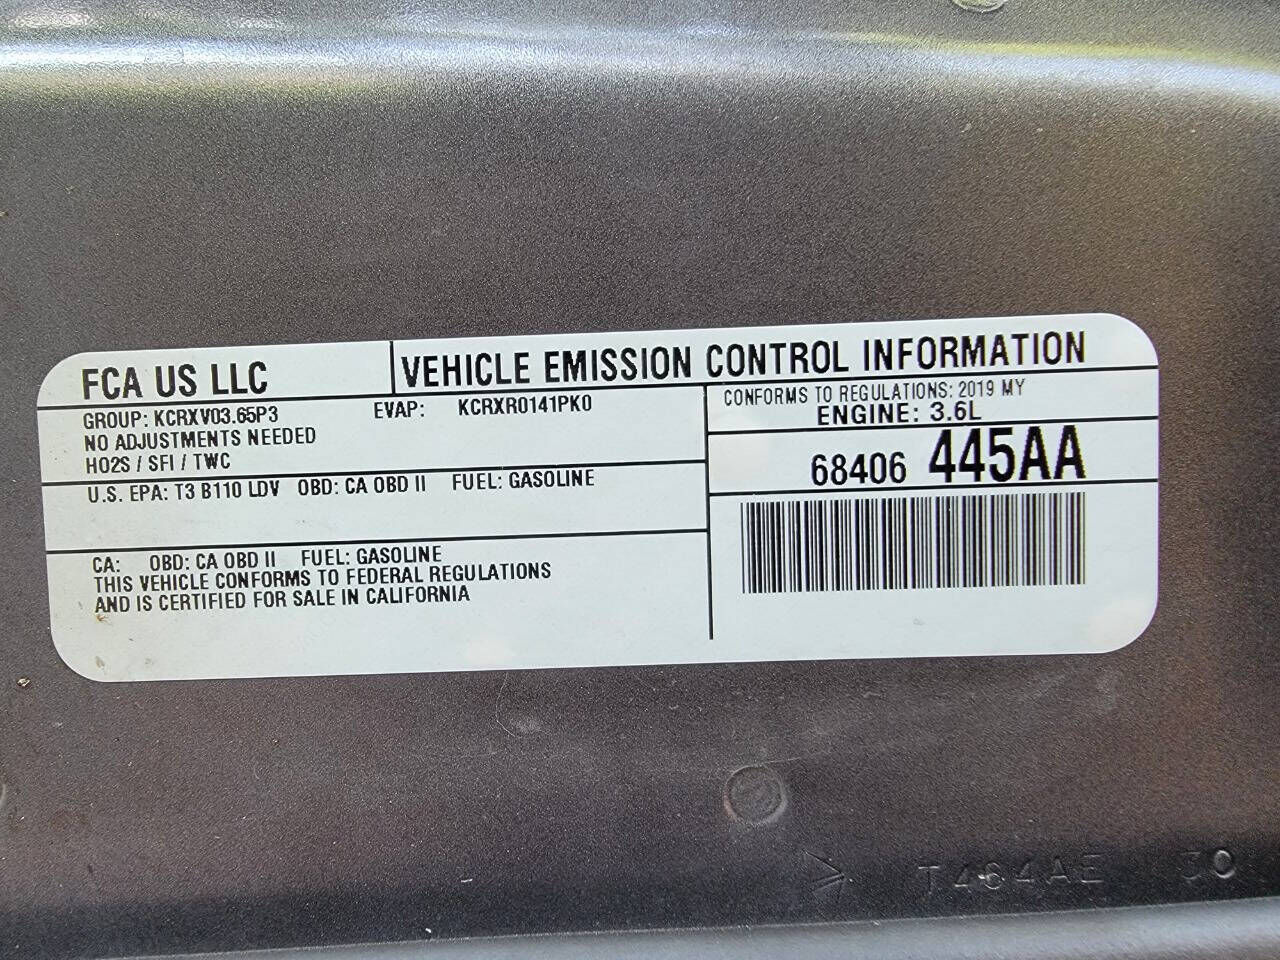 FCA US LLC
VEHICLE EMISSION CONTROL INFORMATION
GROUP: KCRXV03.65P3 EVAP: KCRXR0141PK0
NO ADJUSTMENTS NEEDED
HO2S / SFI / TWC
U.S. EPA: T3 B110 LDV OBD: CA OBD II FUEL: GASOLINE
CA: OBD: CA OBD II FUEL: GASOLINE
THIS VEHICLE CONFORMS TO FEDERAL REGULATIONS
AND IS CERTIFIED FOR SALE IN CALIFORNIA
CONFORMS TO REGULATIONS: 2019 MY
ENGINE: 3.6L
68406 445AA
T464AE 30